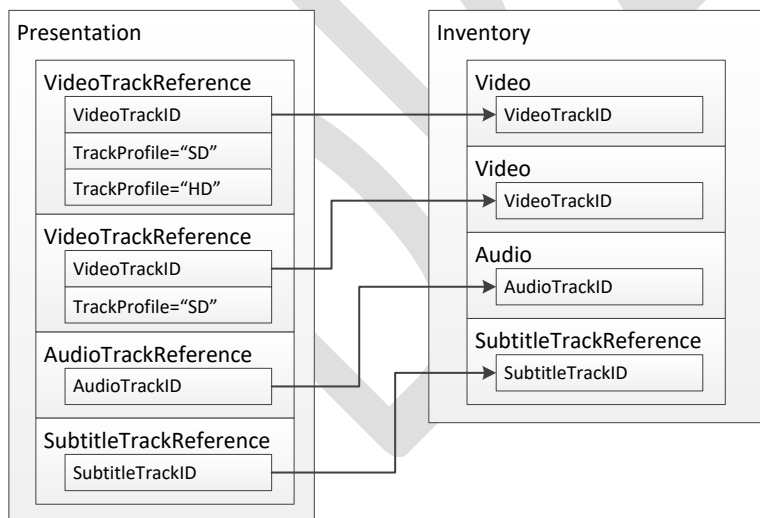 Presentation
VideoTrackReference
VideoTrackID
TrackProfile=“SD”
TrackProfile=“HD”
VideoTrackReference
VideoTrackID
TrackProfile=“SD”
AudioTrackReference
AudioTrackID
SubtitleTrackReference
SubtitleTrackID
Inventory
Video
VideoTrackID
Video
VideoTrackID
Audio
AudioTrackID
SubtitleTrackReference
SubtitleTrackID